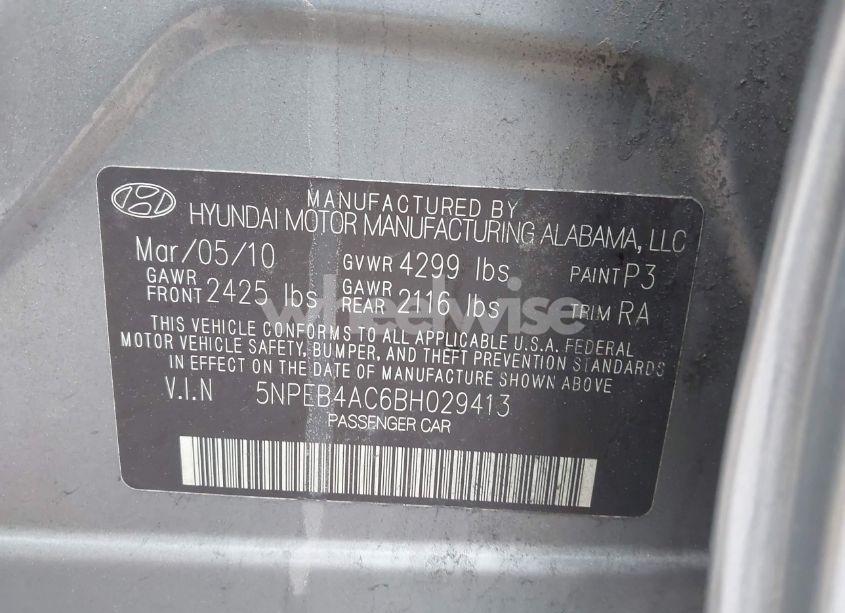 MANUFACTURED BY
HYUNDAI MOTOR MANUFACTURING ALABAMA, LLC
Mar/05/10 GVWR 4299 lbs PAINT P3
GAWR FRONT 2425 lbs GAWR REAR 2116 lbs TRIM RA
THIS VEHICLE CONFORMS TO ALL APPLICABLE U.S.A. FEDERAL
MOTOR VEHICLE SAFETY, BUMPER, AND THEFT PREVENTION STANDARDS
IN EFFECT ON THE DATE OF MANUFACTURE SHOWN ABOVE
V.I.N 5NPEB4AC6BH029413
PASSENGER CAR
wheelwise